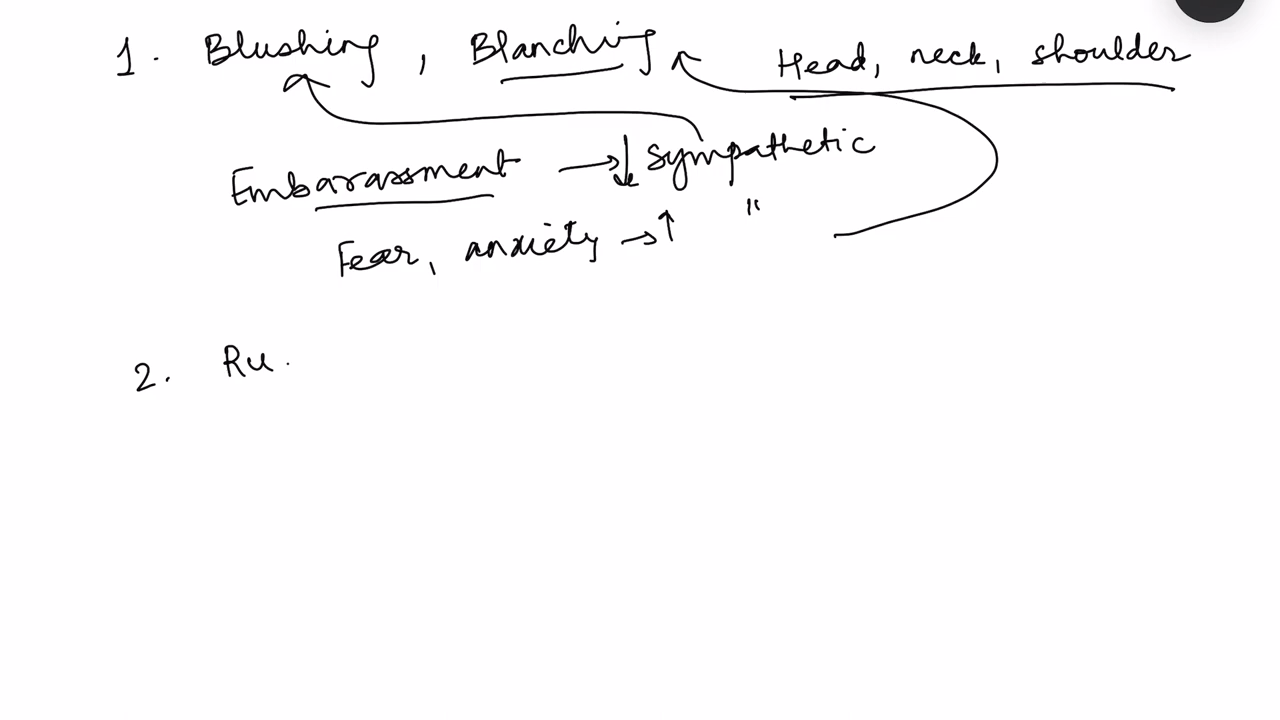 1. Blushing, Blanching Head, neck, shoulder
Embarassment → ↓ Sympathetic
Fear, anxiety → ↑ "
2. Ru.